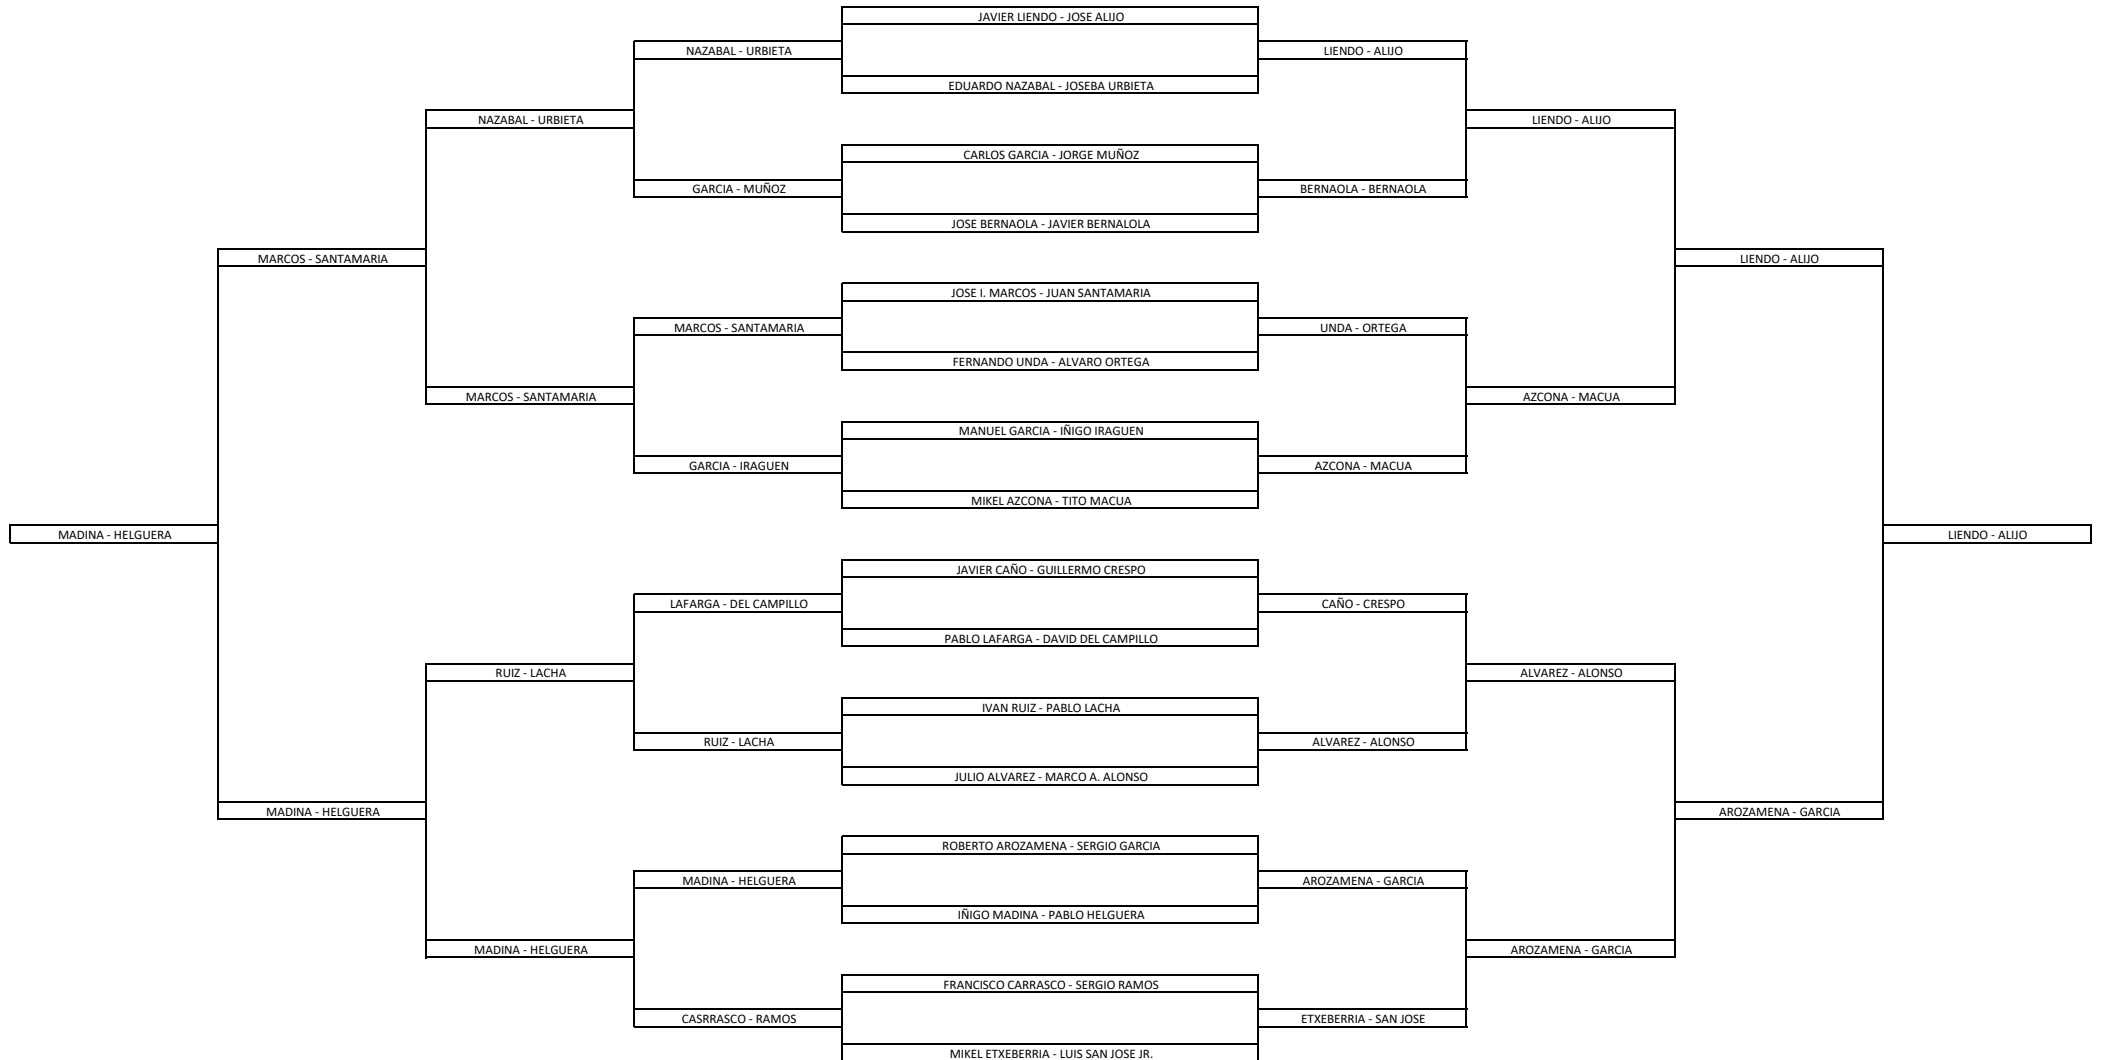 JAVIER LIENDO - JOSE ALIJO
NAZABAL - URBIETA
LIENDO - ALIJO
EDUARDO NAZABAL - JOSEBA URBIETA
NAZABAL - URBIETA
LIENDO - ALIJO
CARLOS GARCIA - JORGE MUÑOZ
GARCIA - MUÑOZ
BERNAOLA - BERNAOLA
JOSE BERNAOLA - JAVIER BERNALOLA
MARCOS - SANTAMARIA
LIENDO - ALIJO
JOSE I. MARCOS - JUAN SANTAMARIA
MARCOS - SANTAMARIA
UNDA - ORTEGA
FERNANDO UNDA - ALVARO ORTEGA
MARCOS - SANTAMARIA
AZCONA - MACUA
MANUEL GARCIA - IÑIGO IRAGUEN
GARCIA - IRAGUEN
AZCONA - MACUA
MIKEL AZCONA - TITO MACUA
MADINA - HELGUERA
LIENDO - ALIJO
JAVIER CAÑO - GUILLERMO CRESPO
LAFARGA - DEL CAMPILLO
CAÑO - CRESPO
PABLO LAFARGA - DAVID DEL CAMPILLO
RUIZ - LACHA
ALVAREZ - ALONSO
IVAN RUIZ - PABLO LACHA
RUIZ - LACHA
ALVAREZ - ALONSO
JULIO ALVAREZ - MARCO A. ALONSO
MADINA - HELGUERA
AROZAMENA - GARCIA
ROBERTO AROZAMENA - SERGIO GARCIA
MADINA - HELGUERA
AROZAMENA - GARCIA
IÑIGO MADINA - PABLO HELGUERA
MADINA - HELGUERA
AROZAMENA - GARCIA
FRANCISCO CARRASCO - SERGIO RAMOS
CASRRASCO - RAMOS
ETXEBERRIA - SAN JOSE
MIKEL ETXEBERRIA - LUIS SAN JOSE JR.